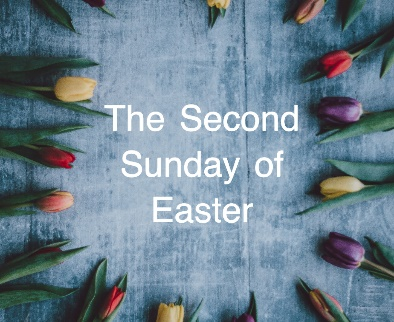 The Second
Sunday of
Easter